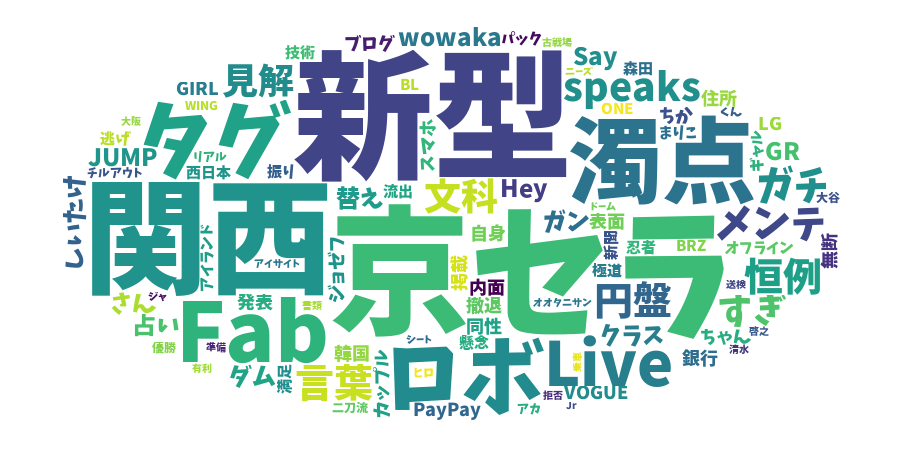 ブログ wowaka パック 古戦場
技術 新型 Say ニーズ 森田
GIRL 見解 BL speaks 住所
WING タグ ONE ちか くん
大阪 スマホ 濁点 まりこ LG
逃げ リアル ギャル GR
JUMP 西日本 振り
チルアウト 関西 替え 流出 文科 Hey ガチ 大谷
しいたけ 京セラ ガン ドーム 表面 メンテ
アイランド 自身 新聞 忍者 BRZ オフライン 無断
アイサイト ジョゼフ 掲載 極道 恒例
さん ジャ 発表 書類 内面 オオタニサン 円盤 送検 すぎ
占い Fab 撤退 同性 クラス ちゃん 啓之
優勝 準備 韓国 シート 懸念 銀行 清水
有利 ダム 満足 言葉 カップル ロボ ヒロ Live
二刀流 PayPay アカ 拒否 VOGUE
Jr